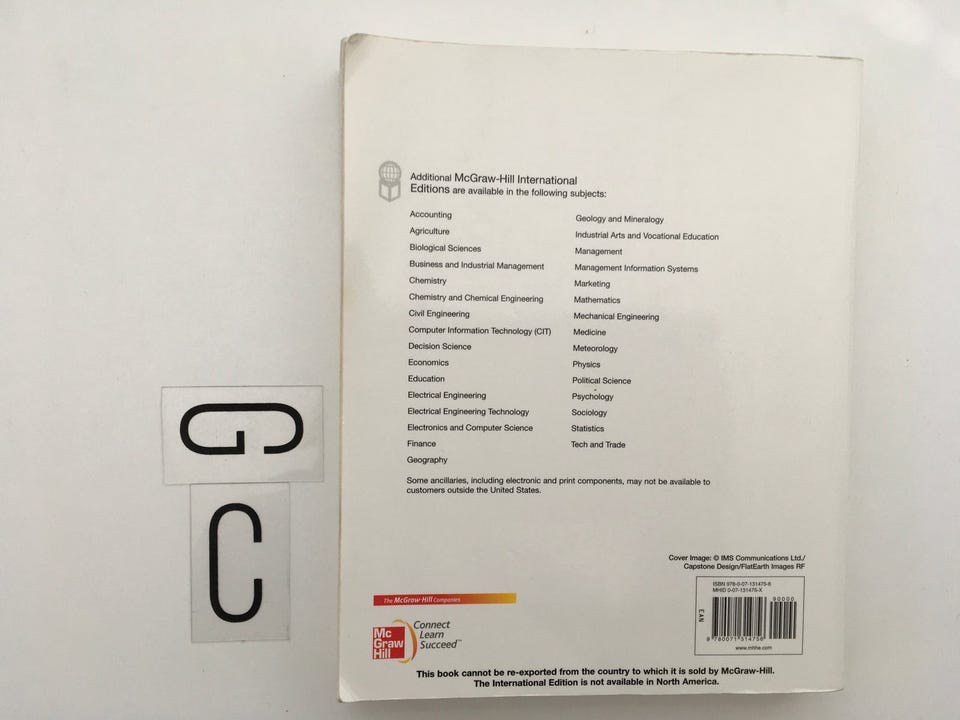 Additional McGraw-Hill International
Editions are available in the following subjects:
Accounting
Agriculture
Biological Sciences
Business and Industrial Management
Chemistry
Chemistry and Chemical Engineering
Civil Engineering
Computer Information Technology (CIT)
Decision Science
Economics
Education
Electrical Engineering
Electrical Engineering Technology
Electronics and Computer Science
Finance
Geography
Geology and Mineralogy
Industrial Arts and Vocational Education
Management
Management Information Systems
Marketing
Mathematics
Mechanical Engineering
Medicine
Meteorology
Physics
Political Science
Psychology
Sociology
Statistics
Tech and Trade
Some ancillaries, including electronic and print components, may not be available to
customers outside the United States.
G
C
Cover Image: © IMS Communications Ltd./
Capstone Design/FlatEarth Images RF
ISBN 978-0-07-131475-6
MHID 0-07-131475-X
90000
EAN
9 780071 314756
www.mhhe.com
The McGraw-Hill Companies
Mc
Graw
Hill
Connect
Learn
Succeed™
This book cannot be re-exported from the country to which it is sold by McGraw-Hill.
The International Edition is not available in North America.